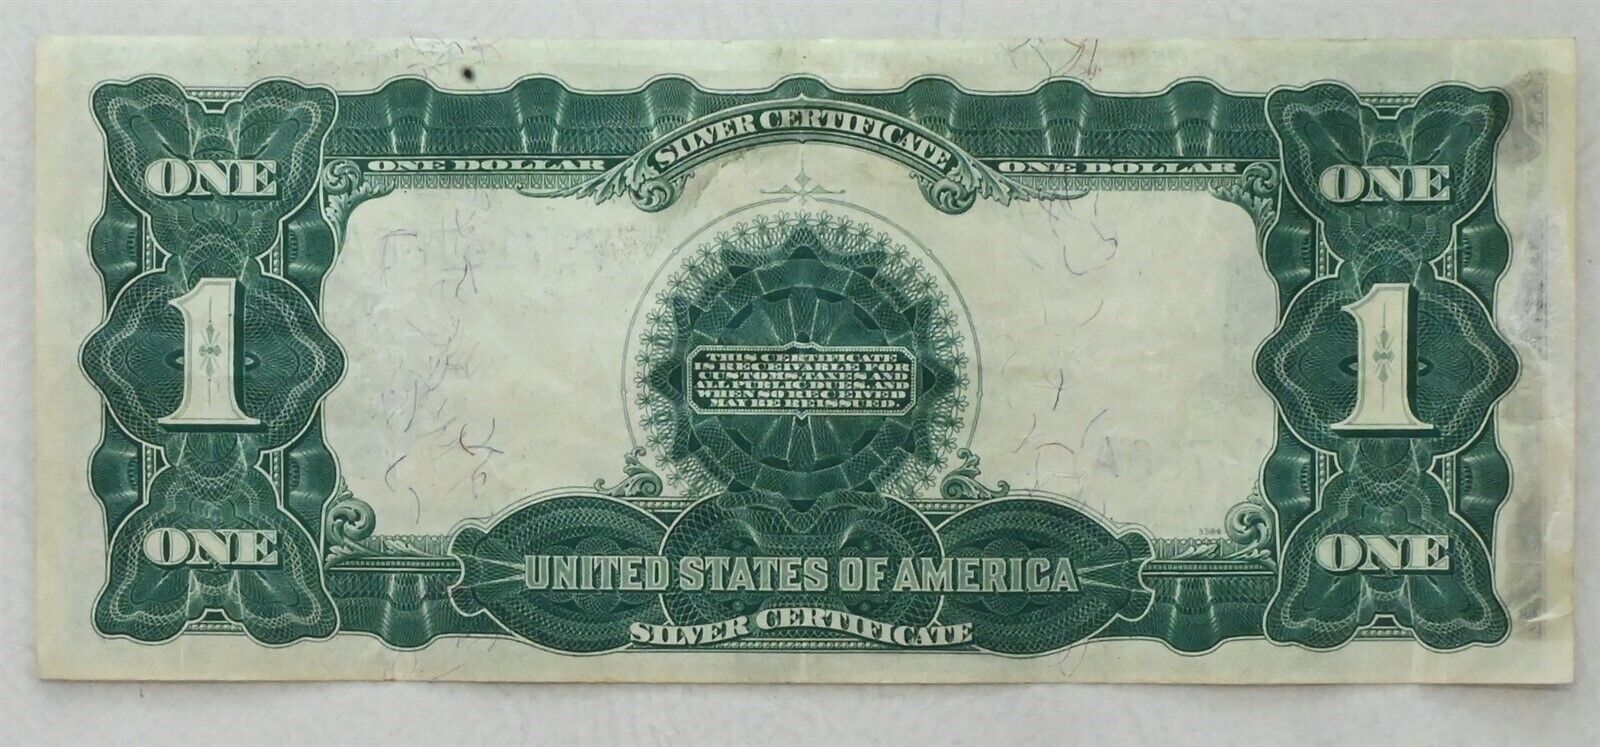 SILVER CERTIFICATE
ONE DOLLAR ONE DOLLAR
ONE ONE
1 1
THIS CERTIFICATE
IS RECEIVABLE FOR
CUSTOMS, TAXES AND
ALL PUBLIC DUES, AND
WHEN SO RECEIVED
MAY BE REISSUED.
ONE ONE
UNITED STATES OF AMERICA
SILVER CERTIFICATE